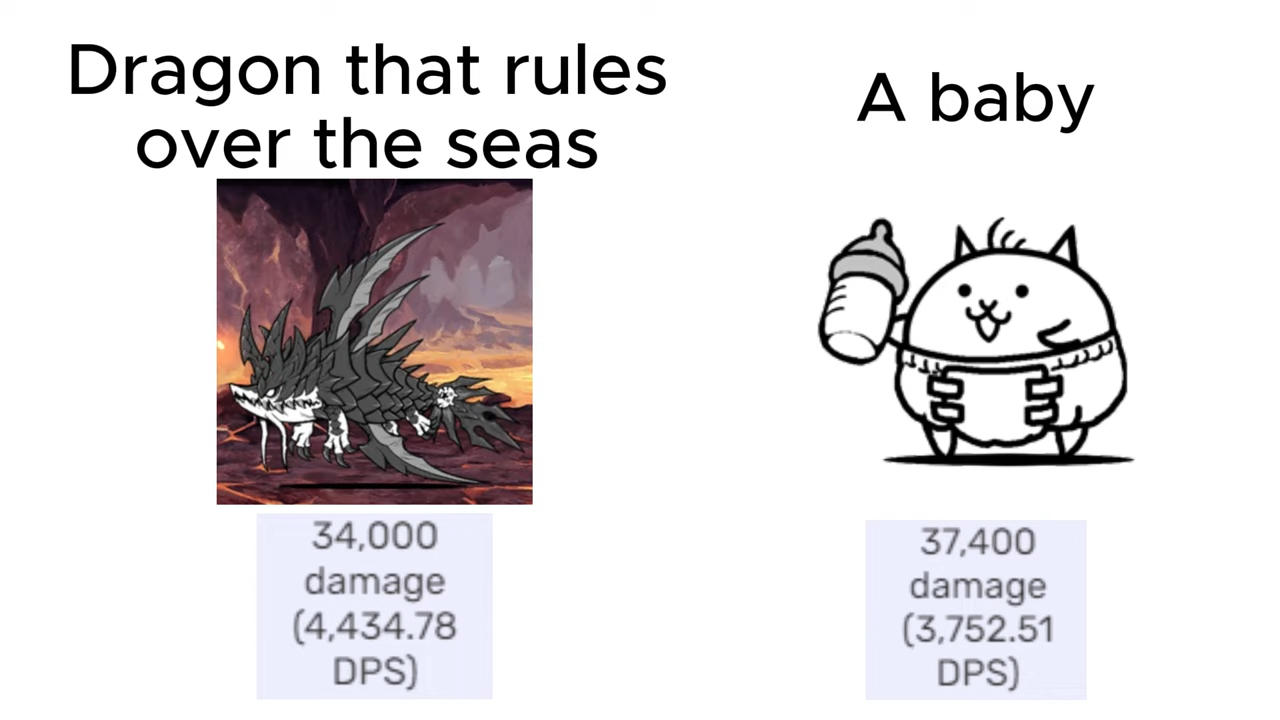 Dragon that rules
over the seas
34,000
damage
(4,434.78
DPS)
A baby
37,400
damage
(3,752.51
DPS)